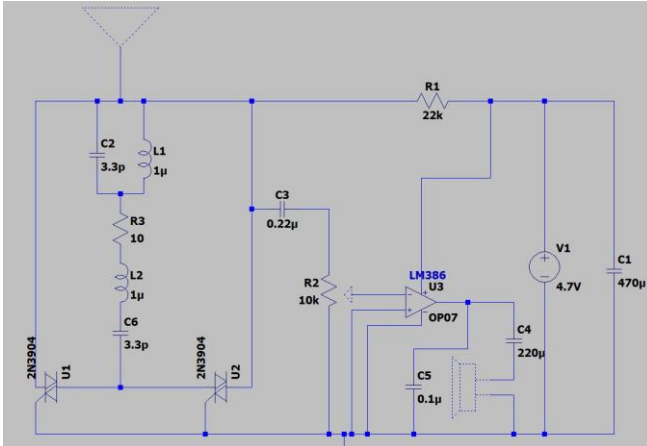 R1
22k
C2
3.3p
L1
1µ
R3
10
C3
0.22µ
L2
1µ
R2
10k
LM386
U3
OP07
V1
4.7V
C1
470µ
C6
3.3p
C4
220µ
2N3904
U1
2N3904
U2
C5
0.1µ